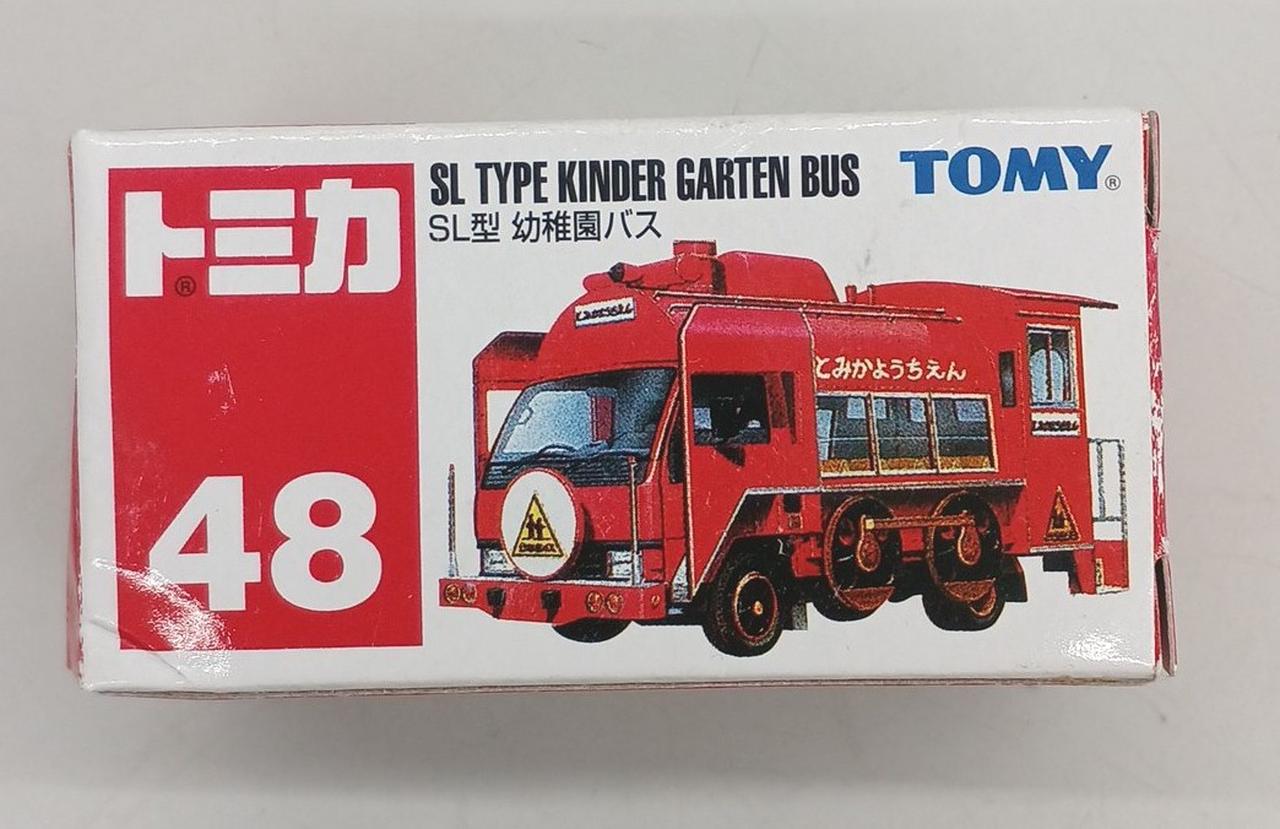 トミカ®
48
SL TYPE KINDER GARTEN BUS
SL型 幼稚園バス
TOMY®
とみかようちえん